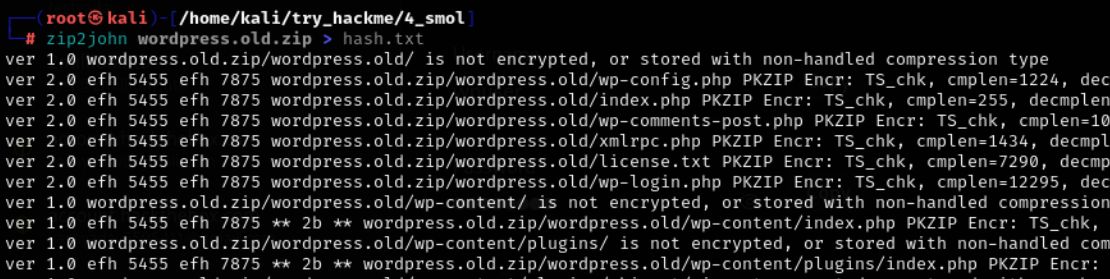 ┌──(root㉿kali)-[/home/kali/try_hackme/4_smol]
└─# zip2john wordpress.old.zip > hash.txt
ver 1.0 wordpress.old.zip/wordpress.old/ is not encrypted, or stored with non-handled compression type
ver 2.0 efh 5455 efh 7875 wordpress.old.zip/wordpress.old/wp-config.php PKZIP Encr: TS_chk, cmplen=1224, dec
ver 2.0 efh 5455 efh 7875 wordpress.old.zip/wordpress.old/index.php PKZIP Encr: TS_chk, cmplen=255, decmplen
ver 2.0 efh 5455 efh 7875 wordpress.old.zip/wordpress.old/wp-comments-post.php PKZIP Encr: TS_chk, cmplen=10
ver 2.0 efh 5455 efh 7875 wordpress.old.zip/wordpress.old/xmlrpc.php PKZIP Encr: TS_chk, cmplen=1434, decmpl
ver 2.0 efh 5455 efh 7875 wordpress.old.zip/wordpress.old/license.txt PKZIP Encr: TS_chk, cmplen=7290, decmp
ver 2.0 efh 5455 efh 7875 wordpress.old.zip/wordpress.old/wp-login.php PKZIP Encr: TS_chk, cmplen=12295, dec
ver 1.0 wordpress.old.zip/wordpress.old/wp-content/ is not encrypted, or stored with non-handled compression
ver 1.0 efh 5455 efh 7875 ** 2b ** wordpress.old.zip/wordpress.old/wp-content/index.php PKZIP Encr: TS_chk,
ver 1.0 wordpress.old.zip/wordpress.old/wp-content/plugins/ is not encrypted, or stored with non-handled com
ver 1.0 efh 5455 efh 7875 ** 2b ** wordpress.old.zip/wordpress.old/wp-content/plugins/index.php PKZIP Encr: